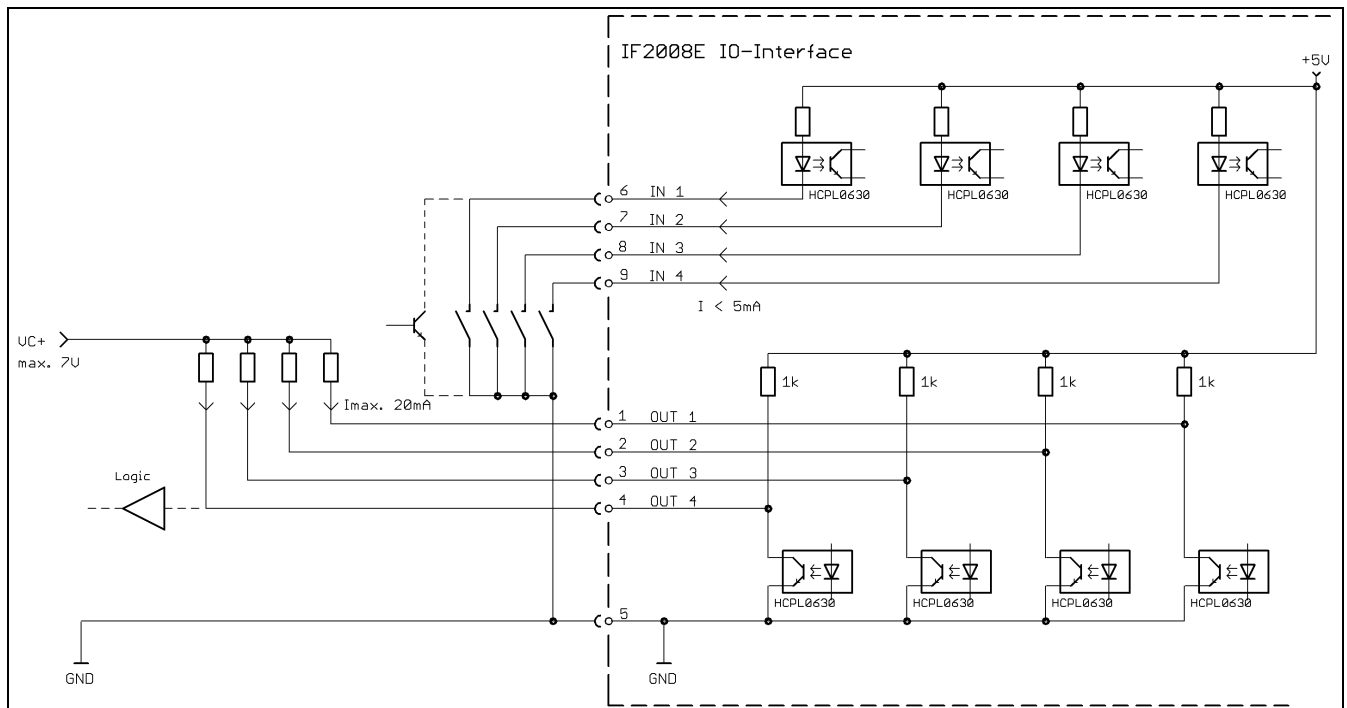 IF2008E IO-Interface
+5V
HCPL0630
HCPL0630
HCPL0630
HCPL0630
6 IN 1
7 IN 2
8 IN 3
9 IN 4
I < 5mA
VC+
max. 7V
Imax. 20mA
1k
1k
1k
1k
1 OUT 1
2 OUT 2
3 OUT 3
4 OUT 4
Logic
HCPL0630
HCPL0630
HCPL0630
HCPL0630
5
GND
GND